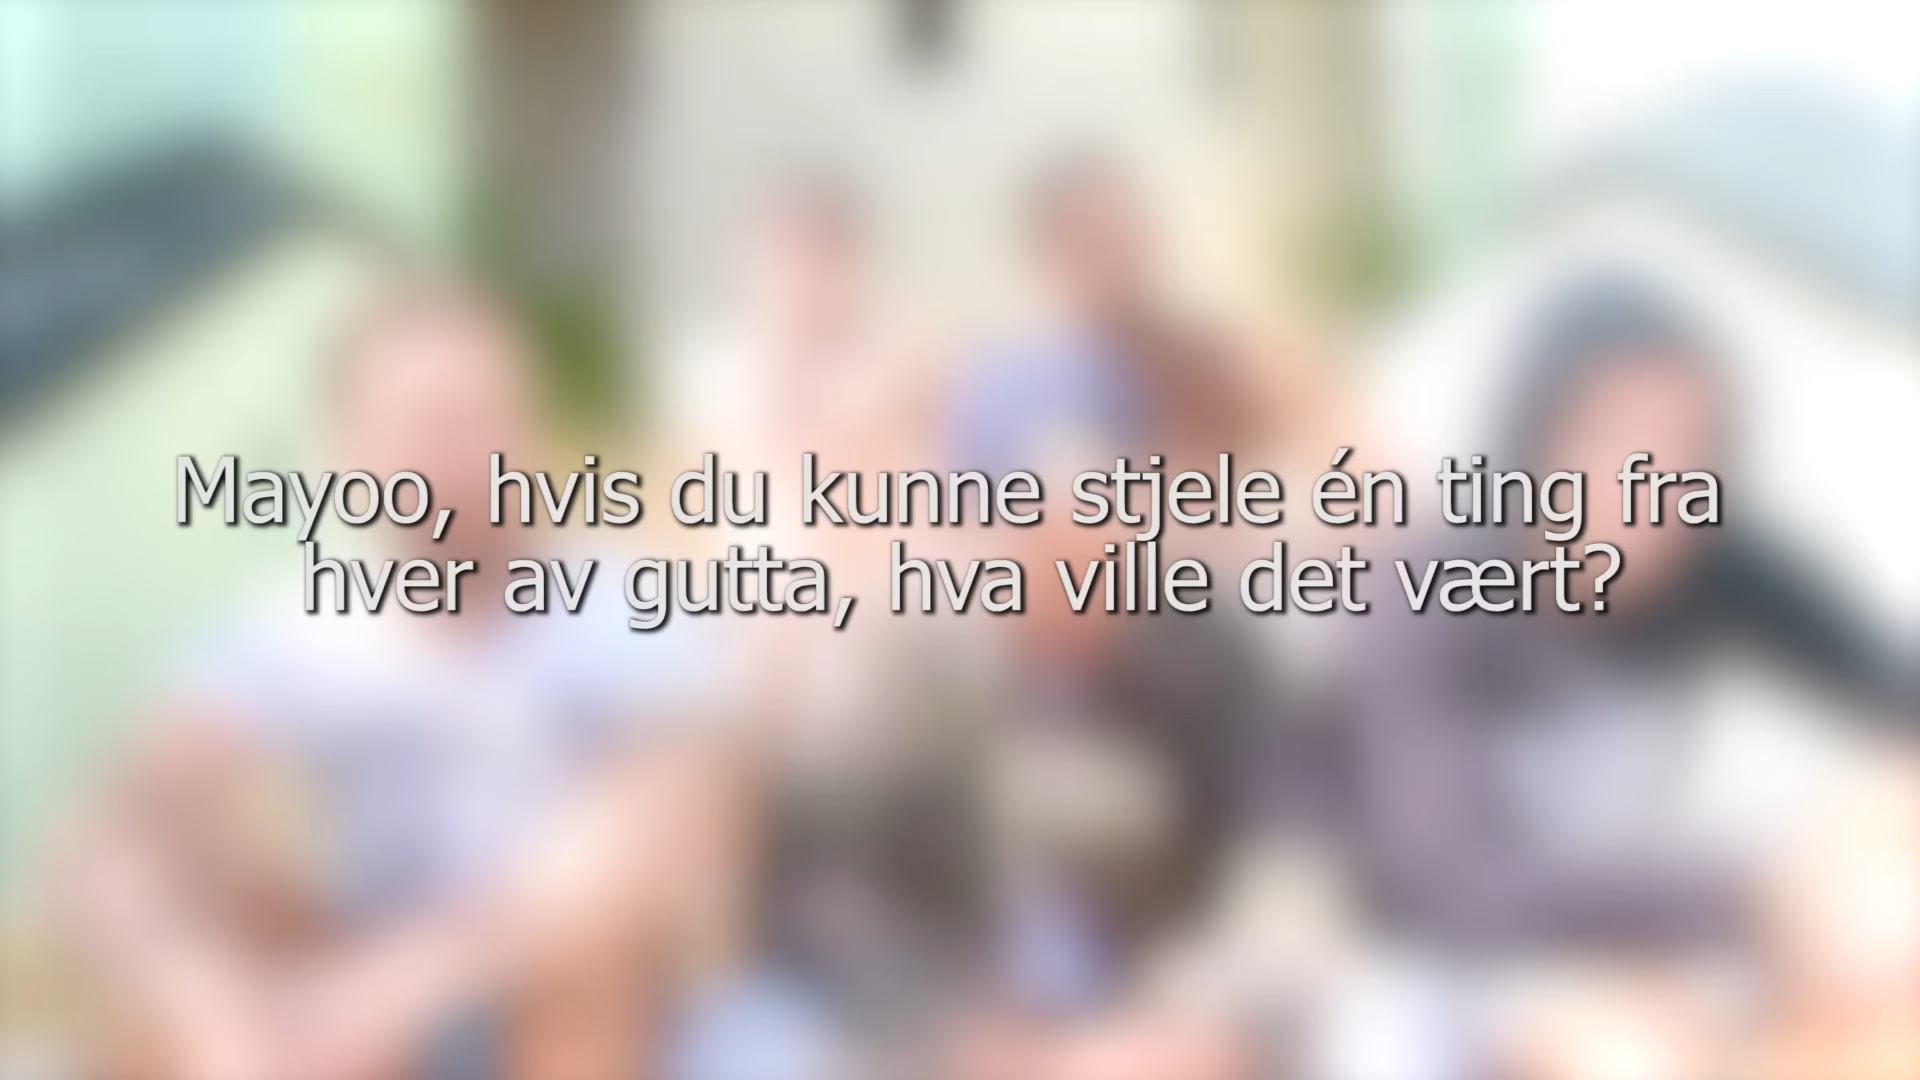 Mayoo, hvis du kunne stjele én ting fra
hver av gutta, hva ville det vært?